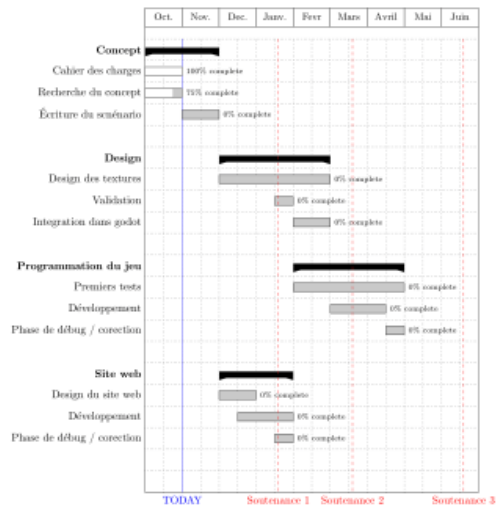 Oct. Nov. Dec. Janv. Fevr Mars Avril Mai Juin
Concept
Cahier des charges 100% complete
Recherche du concept 75% complete
Écriture du scnénario 0% complete
Design
Design des textures 0% complete
Validation 0% complete
Integration dans godot 0% complete
Programmation du jeu
Premiers tests 0% complete
Développement 0% complete
Phase de débug / corection 0% complete
Site web
Design du site web 0% complete
Développement 0% complete
Phase de débug / corection 0% complete
TODAY Soutenance 1 Soutenance 2 Soutenance 3